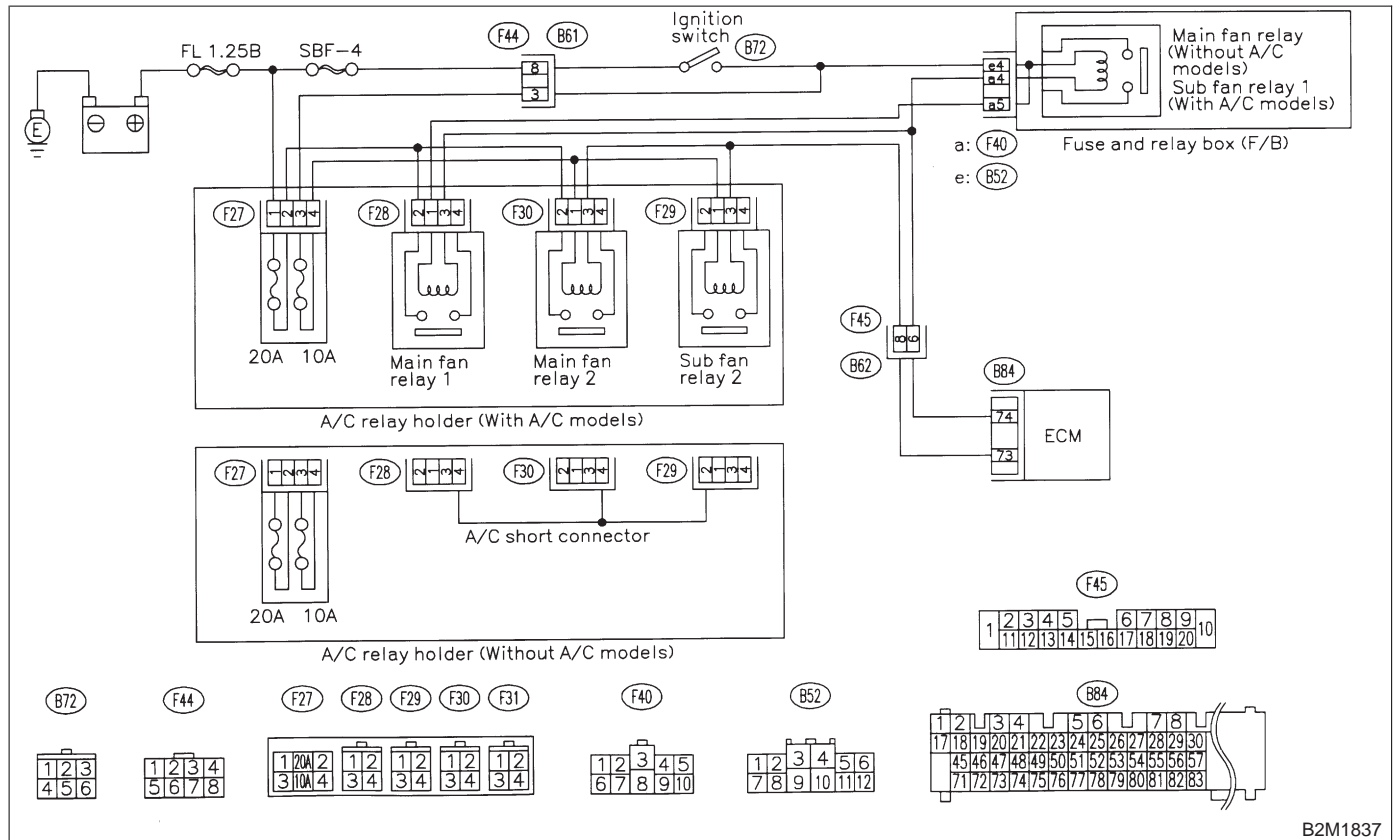 Ignition
switch
F44 B61 B72
FL 1.25B SBF-4
8
3
e4
a4
a5
Main fan relay
(Without A/C
models)
Sub fan relay 1
(With A/C models)
E
⊖ ⊕
a: F40
e: B52
Fuse and relay box (F/B)
F27 1 2 3 4
F28 2 1 3 4
F30 2 1 3 4
F29 2 1 3 4
20A 10A
Main fan
relay 1
Main fan
relay 2
Sub fan
relay 2
A/C relay holder (With A/C models)
F45
8 6
B62
B84
74
73
ECM
F27 1 2 3 4
F28 2 1 3 4
F30 2 1 3 4
F29 2 1 3 4
A/C short connector
20A 10A
A/C relay holder (Without A/C models)
F45
1 2 3 4 5 6 7 8 9 10
11 12 13 14 15 16 17 18 19 20
B72
1 2 3
4 5 6
F44
1 2 3 4
5 6 7 8
F27 F28 F29 F30 F31
1 20A 2 1 2 1 2 1 2 1 2
3 10A 4 3 4 3 4 3 4 3 4
F40
1 2 3 4 5
6 7 8 9 10
B52
1 2 3 4 5 6
7 8 9 10 11 12
B84
1 2 3 4 5 6 7 8
17 18 19 20 21 22 23 24 25 26 27 28 29 30
45 46 47 48 49 50 51 52 53 54 55 56 57
71 72 73 74 75 76 77 78 79 80 81 82 83
B2M1837